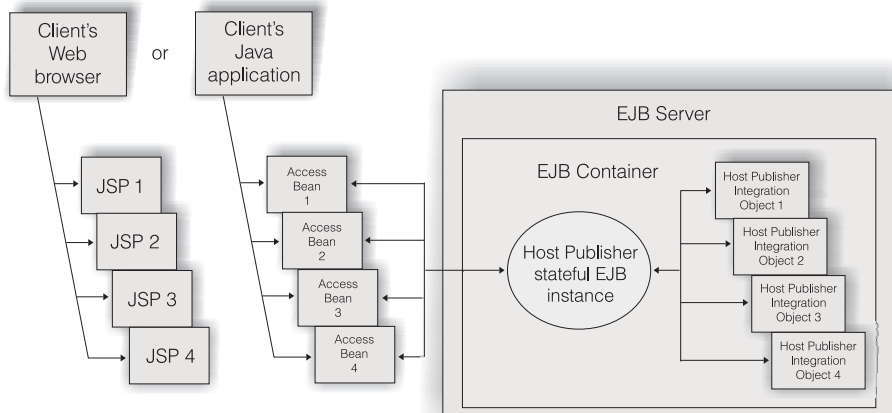 Client's
Web
browser
or
Client's
Java
application
JSP 1
JSP 2
JSP 3
JSP 4
Access
Bean
1
Access
Bean
2
Access
Bean
3
Access
Bean
4
EJB Server
EJB Container
Host Publisher
stateful EJB
instance
Host Publisher
Integration
Object 1
Host Publisher
Integration
Object 2
Host Publisher
Integration
Object 3
Host Publisher
Integration
Object 4